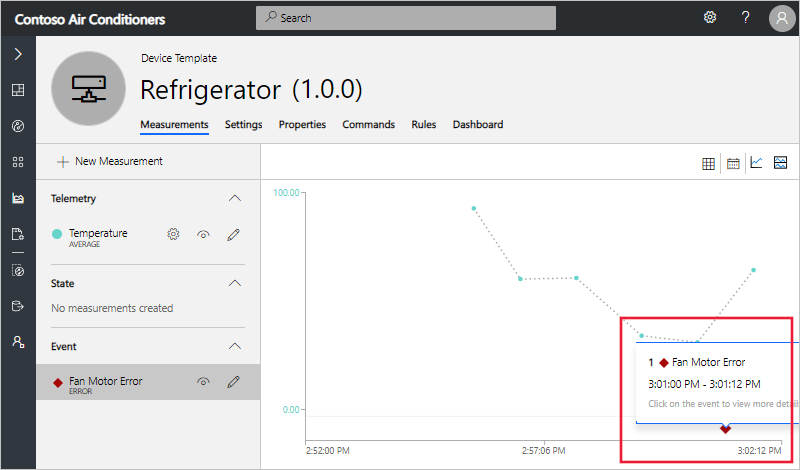 Contoso Air Conditioners
Search
?
Device Template
Refrigerator (1.0.0)
Measurements Settings Properties Commands Rules Dashboard
+ New Measurement
Telemetry
Temperature
AVERAGE
State
No measurements created
Event
Fan Motor Error
ERROR
100.00
0.00
1 Fan Motor Error
3:01:00 PM - 3:01:12 PM
Click on the event to view more details
2:52:00 PM 2:57:06 PM 3:02:12 PM